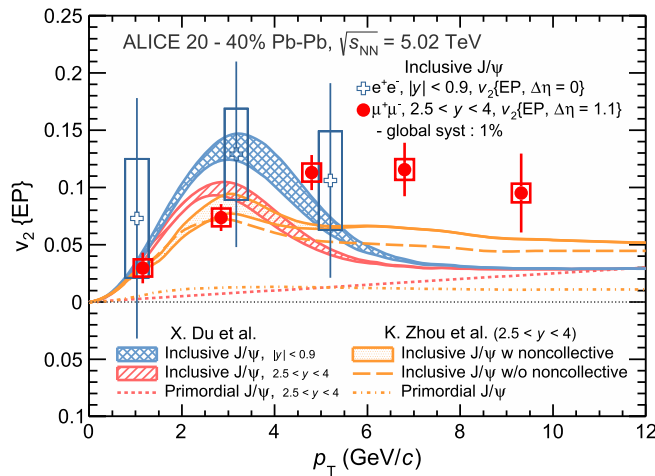 ALICE 20 - 40% Pb-Pb, √sNN = 5.02 TeV
Inclusive J/ψ
e⁺e⁻, |y| < 0.9, v₂{EP, Δη = 0}
μ⁺μ⁻, 2.5 < y < 4, v₂{EP, Δη = 1.1}
- global syst : 1%
v₂ {EP}
0.25
0.2
0.15
0.1
0.05
0
0.05
0.1
X. Du et al.
Inclusive J/ψ, |y| < 0.9
Inclusive J/ψ, 2.5 < y < 4
Primordial J/ψ, 2.5 < y < 4
K. Zhou et al. (2.5 < y < 4)
Inclusive J/ψ w noncollective
Inclusive J/ψ w/o noncollective
Primordial J/ψ
0 2 4 6 8 10 12
pT (GeV/c)